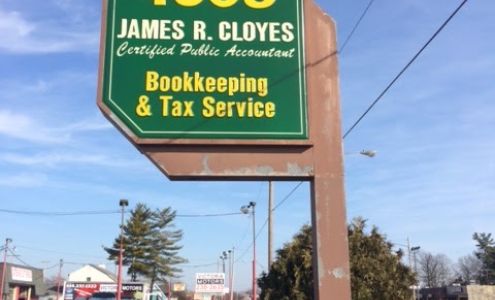 JAMES R. CLOYES
Certified Public Accountant
Bookkeeping
& Tax Service
MOTORS